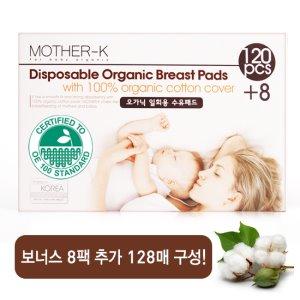 MOTHER-K
for baby organic
120
pcs
+8
Disposable Organic Breast Pads
with 100% organic cotton cover
오가닉 일회용 수유패드
CERTIFIED TO
OE 100 STANDARD
KOREA
보너스 8팩 추가 128매 구성!